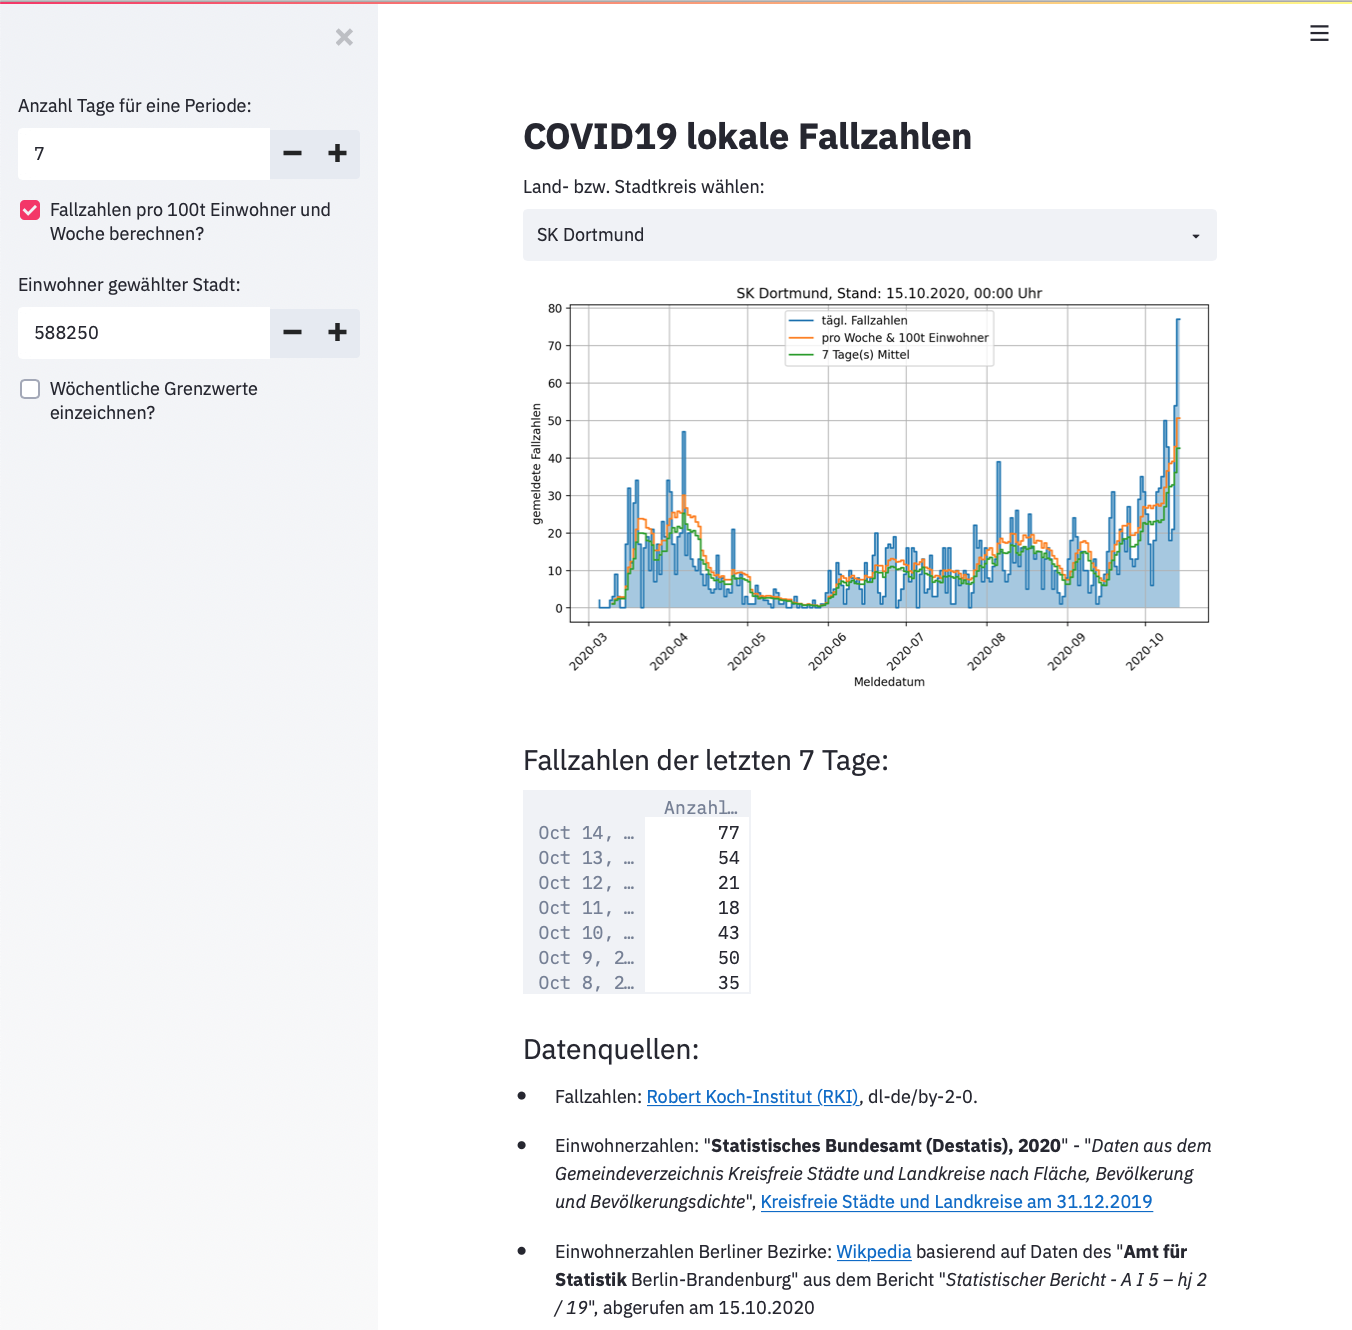 Anzahl Tage für eine Periode:
7
Fallzahlen pro 100t Einwohner und
Woche berechnen?
Einwohner gewählter Stadt:
588250
Wöchentliche Grenzwerte
einzeichnen?
COVID19 lokale Fallzahlen
Land- bzw. Stadtkreis wählen:
SK Dortmund
SK Dortmund, Stand: 15.10.2020, 00:00 Uhr
tägl. Fallzahlen
pro Woche & 100t Einwohner
7 Tage(s) Mittel
gemeldete Fallzahlen
80
70
60
50
40
30
20
10
0
2020-03
2020-04
2020-05
2020-06
2020-07
2020-08
2020-09
2020-10
Meldedatum
Fallzahlen der letzten 7 Tage:
Anzahl…
Oct 14, … 77
Oct 13, … 54
Oct 12, … 21
Oct 11, … 18
Oct 10, … 43
Oct 9, 2… 50
Oct 8, 2… 35
Datenquellen:
Fallzahlen: Robert Koch-Institut (RKI), dl-de/by-2-0.
Einwohnerzahlen: "Statistisches Bundesamt (Destatis), 2020" - "Daten aus dem
Gemeindeverzeichnis Kreisfreie Städte und Landkreise nach Fläche, Bevölkerung
und Bevölkerungsdichte", Kreisfreie Städte und Landkreise am 31.12.2019
Einwohnerzahlen Berliner Bezirke: Wikpedia basierend auf Daten des "Amt für
Statistik Berlin-Brandenburg" aus dem Bericht "Statistischer Bericht - A I 5 – hj 2
/ 19", abgerufen am 15.10.2020